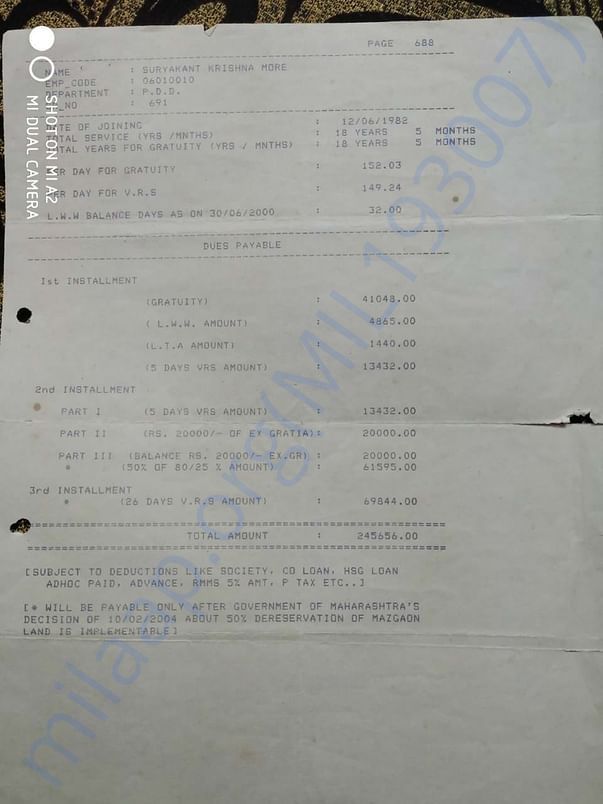 PAGE 688
NAME : SURYAKANT KRISHNA MORE
EMP_CODE : 06010010
DEPARTMENT : P.D.D.
_NO : 691
TE OF JOINING : 12/06/1982
TOTAL SERVICE (YRS /MNTHS) : 18 YEARS 5 MONTHS
TOTAL YEARS FOR GRATUITY (YRS / MNTHS) : 18 YEARS 5 MONTHS
ER DAY FOR GRATUITY : 152.03
ER DAY FOR V.R.S : 149.24
L.W.W BALANCE DAYS AS ON 30/06/2000 : 32.00
DUES PAYABLE
1st INSTALLMENT
(GRATUITY) : 41048.00
( L.W.W. AMOUNT) : 4865.00
(L.T.A AMOUNT) : 1440.00
(5 DAYS VRS AMOUNT) : 13432.00
2nd INSTALLMENT
PART I (5 DAYS VRS AMOUNT) : 13432.00
PART II (RS. 20000/- OF EX GRATIA): 20000.00
PART III (BALANCE RS. 20000/- EX.GR) : 20000.00
* (50% OF 80/25 % AMOUNT) : 61595.00
3rd INSTALLMENT
* (26 DAYS V.R.S AMOUNT) : 69844.00
TOTAL AMOUNT : 245656.00
[SUBJECT TO DEDUCTIONS LIKE SOCIETY, CO LOAN, HSG LOAN
ADHOC PAID, ADVANCE, RMMS 5% AMT, P TAX ETC..]
[* WILL BE PAYABLE ONLY AFTER GOVERNMENT OF MAHARASHTRA'S
DECISION OF 10/02/2004 ABOUT 50% DERESERVATION OF MAZGAON
LAND IS IMPLEMENTABLE]
SHOT ON MI A2
MI DUAL CAMERA
milaap.org(MIL193007)